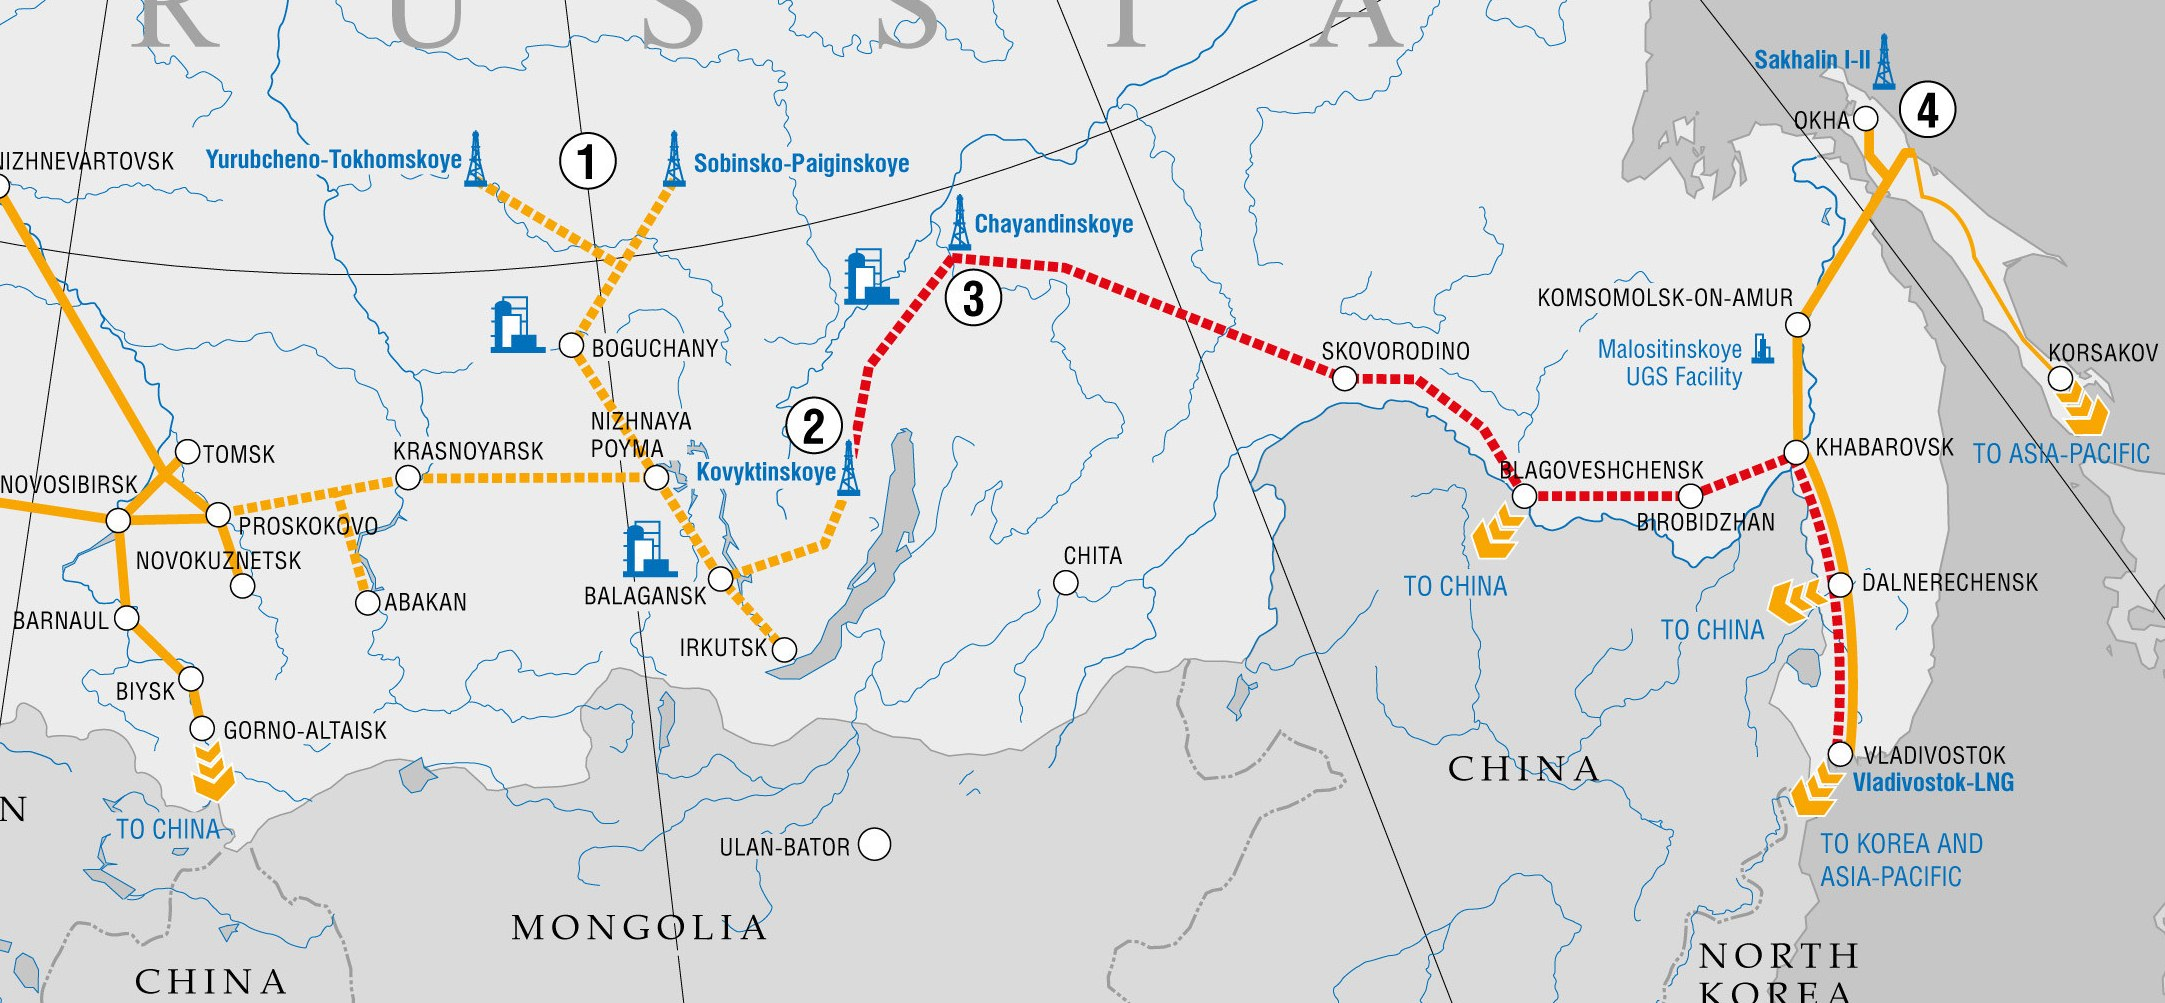 R U S S I A
Sakhalin I-II
4
OKHA
NIZHNEVARTOVSK
Yurubcheno-Tokhomskoye
1
Sobinsko-Paiginskoye
Chayandinskoye
3
KOMSOMOLSK-ON-AMUR
Malositinskoye
UGS Facility
KORSAKOV
TO ASIA-PACIFIC
BOGUCHANY
SKOVORODINO
NIZHNAYA
POYMA
2
Kovyktinskoye
TOMSK
KRASNOYARSK
KHABAROVSK
NOVOSIBIRSK
BLAGOVESHCHENSK
BIROBIDZHAN
PROSKOKOVO
NOVOKUZNETSK
CHITA
TO CHINA
DALNERECHENSK
TO CHINA
BALAGANSK
ABAKAN
BARNAUL
IRKUTSK
BIYSK
GORNO-ALTAISK
CHINA
VLADIVOSTOK
Vladivostok-LNG
N
TO CHINA
ULAN-BATOR
TO KOREA AND
ASIA-PACIFIC
MONGOLIA
CHINA
NORTH
KOREA